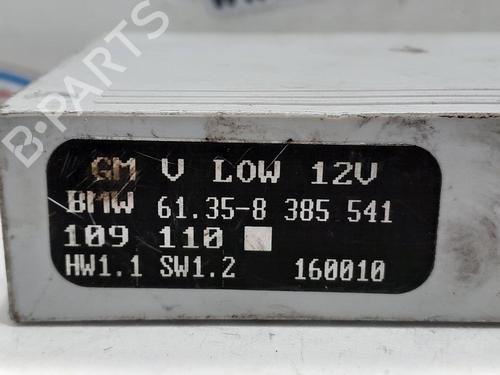 B-PARTS
GM V LOW 12V
BMW 61.35-8 385 541
109 110
HW1.1 SW1.2 160010